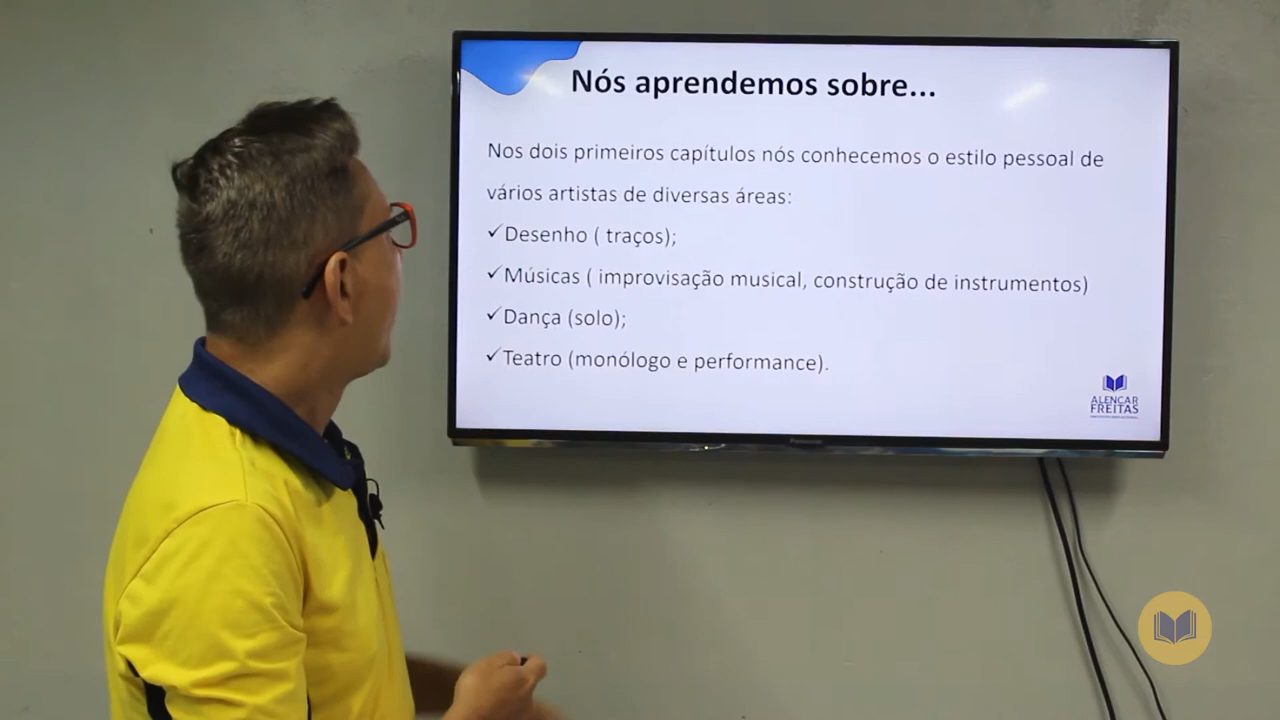 Nós aprendemos sobre...
Nos dois primeiros capítulos nós conhecemos o estilo pessoal de
vários artistas de diversas áreas:
✓Desenho ( traços);
✓Músicas ( improvisação musical, construção de instrumentos)
✓Dança (solo);
✓Teatro (monólogo e performance).
ALENCAR
FREITAS
Panasonic